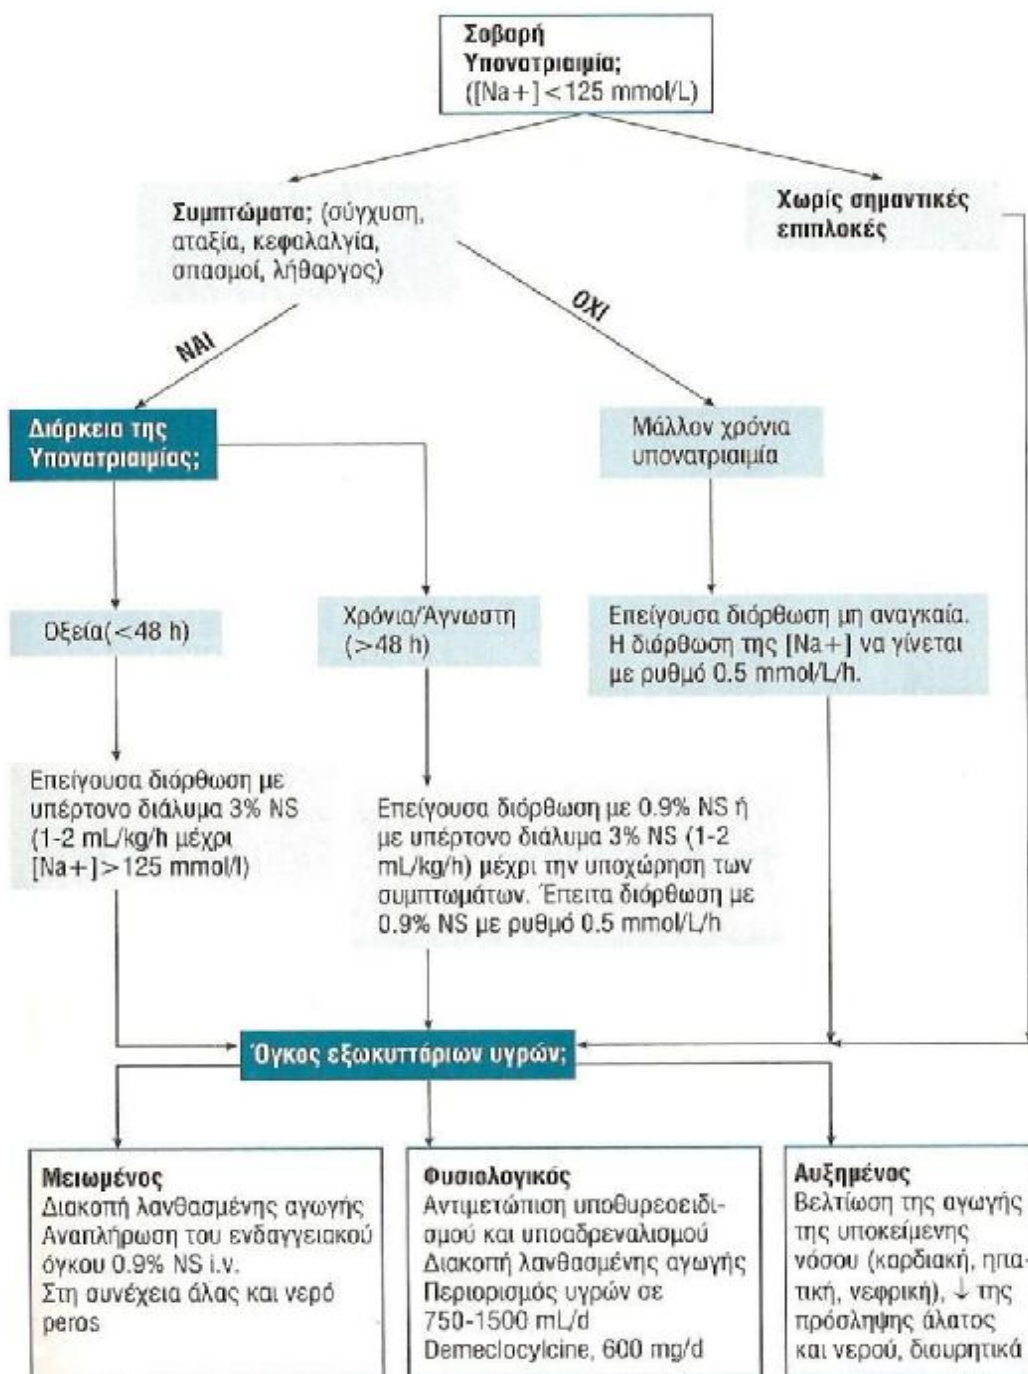 Σοβαρή
Υπονατριαιμία;
([Na+]<125 mmol/L)
Συμπτώματα; (σύγχυση,
αταξία, κεφαλαλγία,
σπασμοί, λήθαργος)
Χωρίς σημαντικές
επιπλοκές
ΝΑΙ
ΟΧΙ
Διάρκεια της
Υπονατριαιμίας;
Μάλλον χρόνια
υπονατριαιμία
Οξεία(<48 h)
Χρόνια/Άγνωστη
(>48 h)
Επείγουσα διόρθωση μη αναγκαία.
Η διόρθωση της [Na+] να γίνεται
με ρυθμό 0.5 mmol/L/h.
Επείγουσα διόρθωση με
υπέρτονο διάλυμα 3% NS
(1-2 mL/kg/h μέχρι
[Na+]>125 mmol/l)
Επείγουσα διόρθωση με 0.9% NS ή
με υπέρτονο διάλυμα 3% NS (1-2
mL/kg/h) μέχρι την υποχώρηση των
συμπτωμάτων. Έπειτα διόρθωση με
0.9% NS με ρυθμό 0.5 mmol/L/h
Όγκος εξωκυττάριων υγρών;
Μειωμένος
Διακοπή λανθασμένης αγωγής
Αναπλήρωση του ενδαγγειακού
όγκου 0.9% NS i.v.
Στη συνέχεια άλας και νερό
peros
Φυσιολογικός
Αντιμετώπιση υποθυρεοειδι-
σμού και υποαδρεναλισμού
Διακοπή λανθασμένης αγωγής
Περιορισμός υγρών σε
750-1500 mL/d
Demeclocylcine, 600 mg/d
Αυξημένος
Βελτίωση της αγωγής
της υποκείμενης
νόσου (καρδιακή, ηπα-
τική, νεφρική), ↓ της
πρόσληψης άλατος
και νερού, διουρητικά